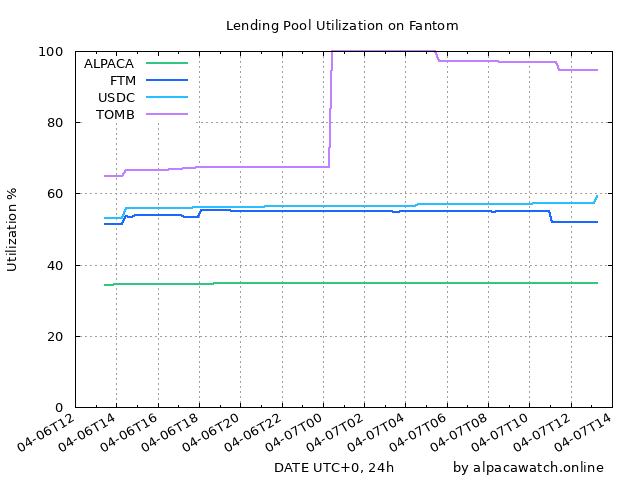 Lending Pool Utilization on Fantom
100
80
60
40
20
0
Utilization %
ALPACA
FTM
USDC
TOMB
04-06T12
04-06T14
04-06T16
04-06T18
04-06T20
04-06T22
04-07T00
04-07T02
04-07T04
04-07T06
04-07T08
04-07T10
04-07T12
04-07T14
DATE UTC+0, 24h
by alpacawatch.online